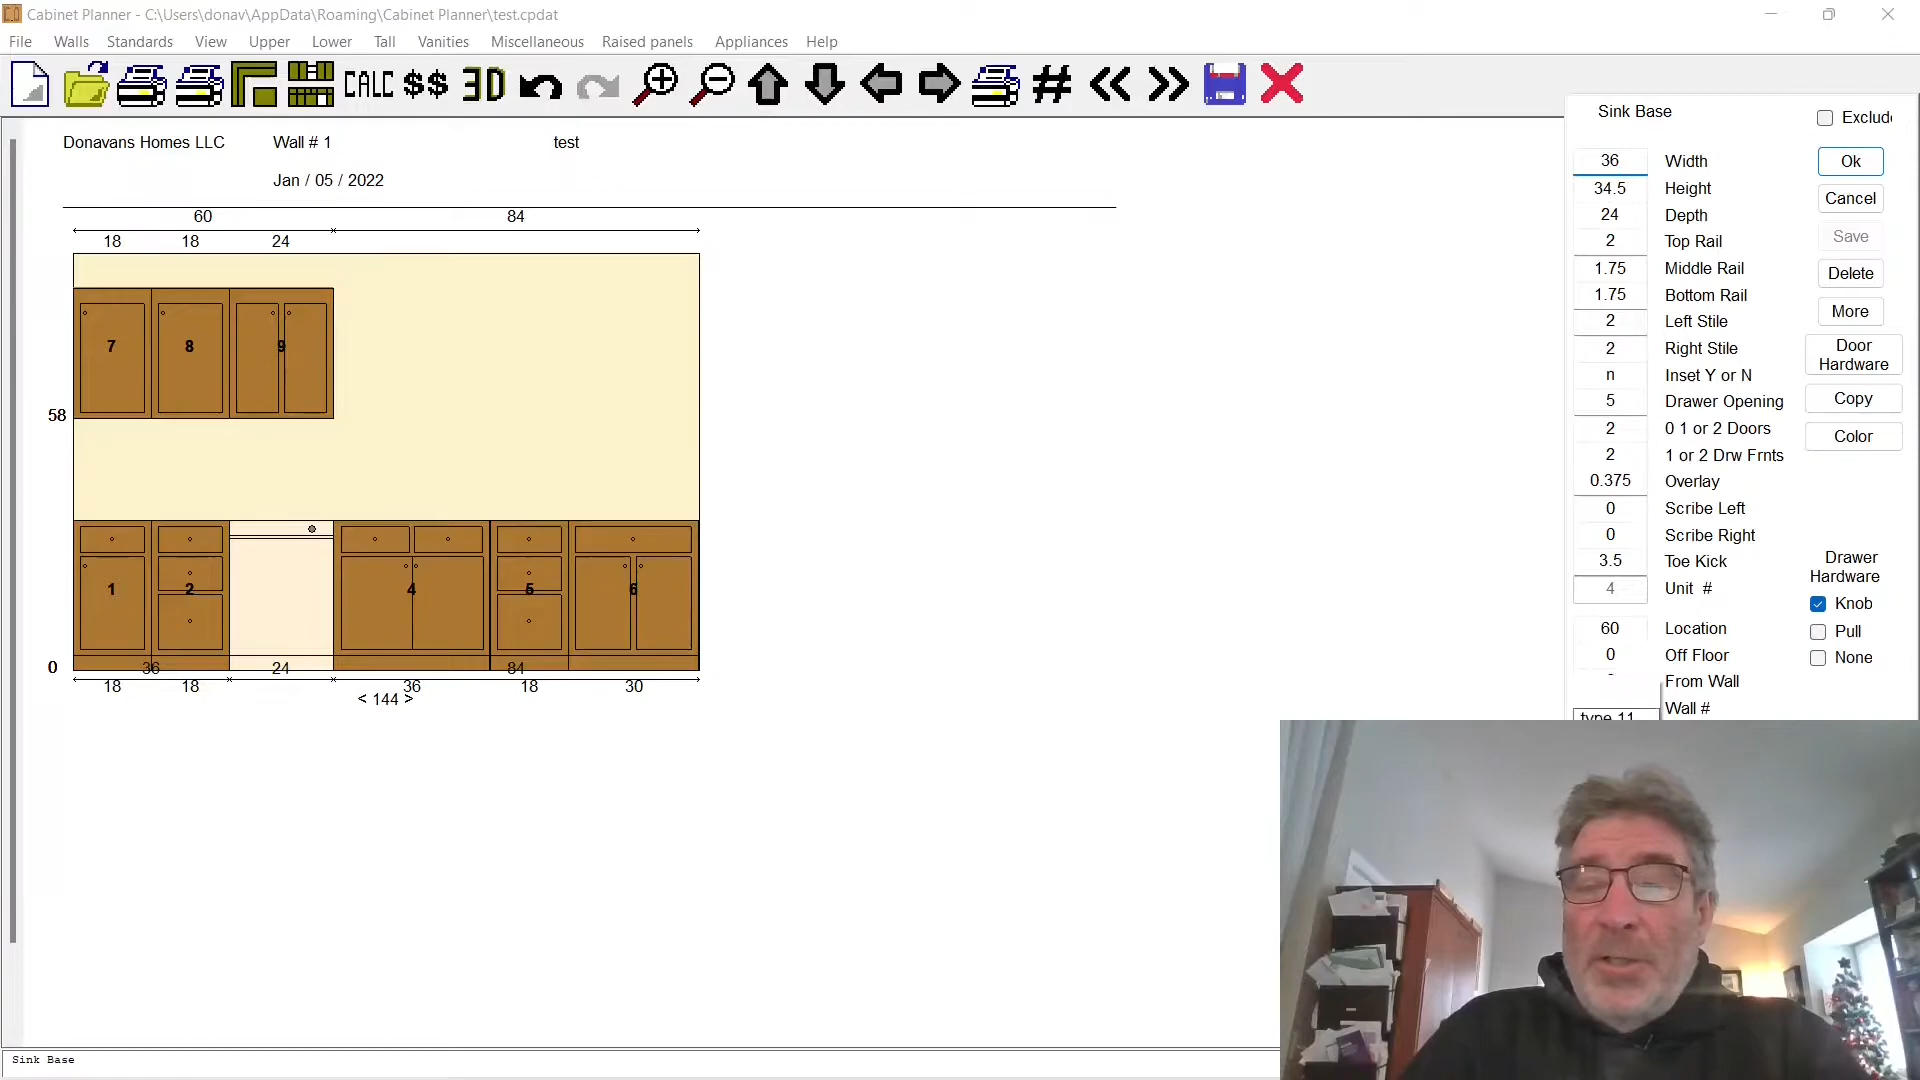 Cabinet Planner - C:\Users\donav\AppData\Roaming\Cabinet Planner\test.cpdat
File Walls Standards View Upper Lower Tall Vanities Miscellaneous Raised panels Appliances Help
CALC $$ 3D # << >>
Donavans Homes LLC Wall # 1 test
Jan / 05 / 2022
60 84
18 18 24
7 8 9
58
1 2 4 5 6
0 36 24 84
18 18 36 18 30
< 144 >
Sink Base
Sink Base Exclude
36 Width Ok
34.5 Height
24 Depth Cancel
2 Top Rail Save
1.75 Middle Rail Delete
1.75 Bottom Rail More
2 Left Stile
2 Right Stile Door Hardware
n Inset Y or N
5 Drawer Opening Copy
2 0 1 or 2 Doors Color
2 1 or 2 Drw Frnts
0.375 Overlay
0 Scribe Left
0 Scribe Right
3.5 Toe Kick
4 Unit #
Drawer
Hardware
Knob
Pull
None
60 Location
0 Off Floor
From Wall
Wall #
type 11